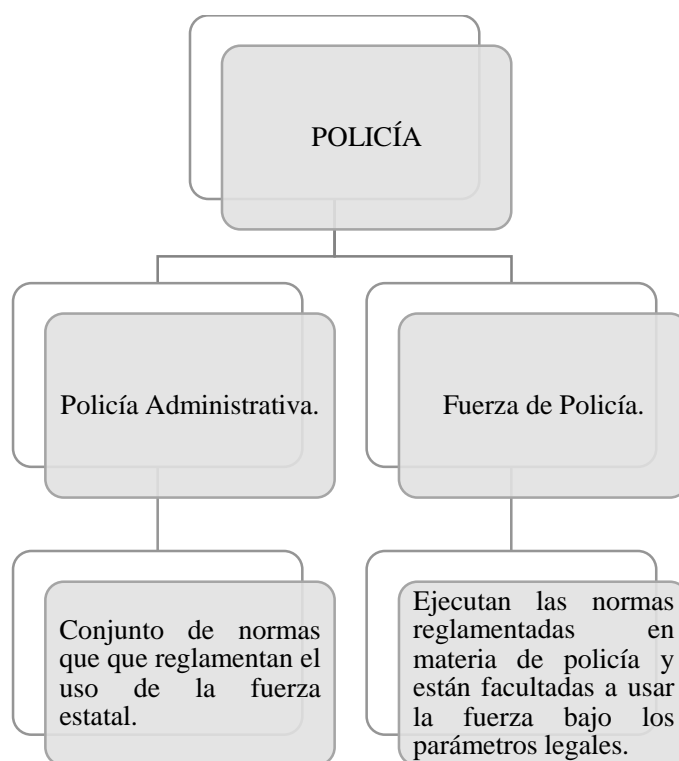 POLICÍA
Policía Administrativa.
Fuerza de Policía.
Conjunto de normas
que que reglamentan el
uso de la fuerza
estatal.
Ejecutan las normas
reglamentadas en
materia de policía y
están facultadas a usar
la fuerza bajo los
parámetros legales.